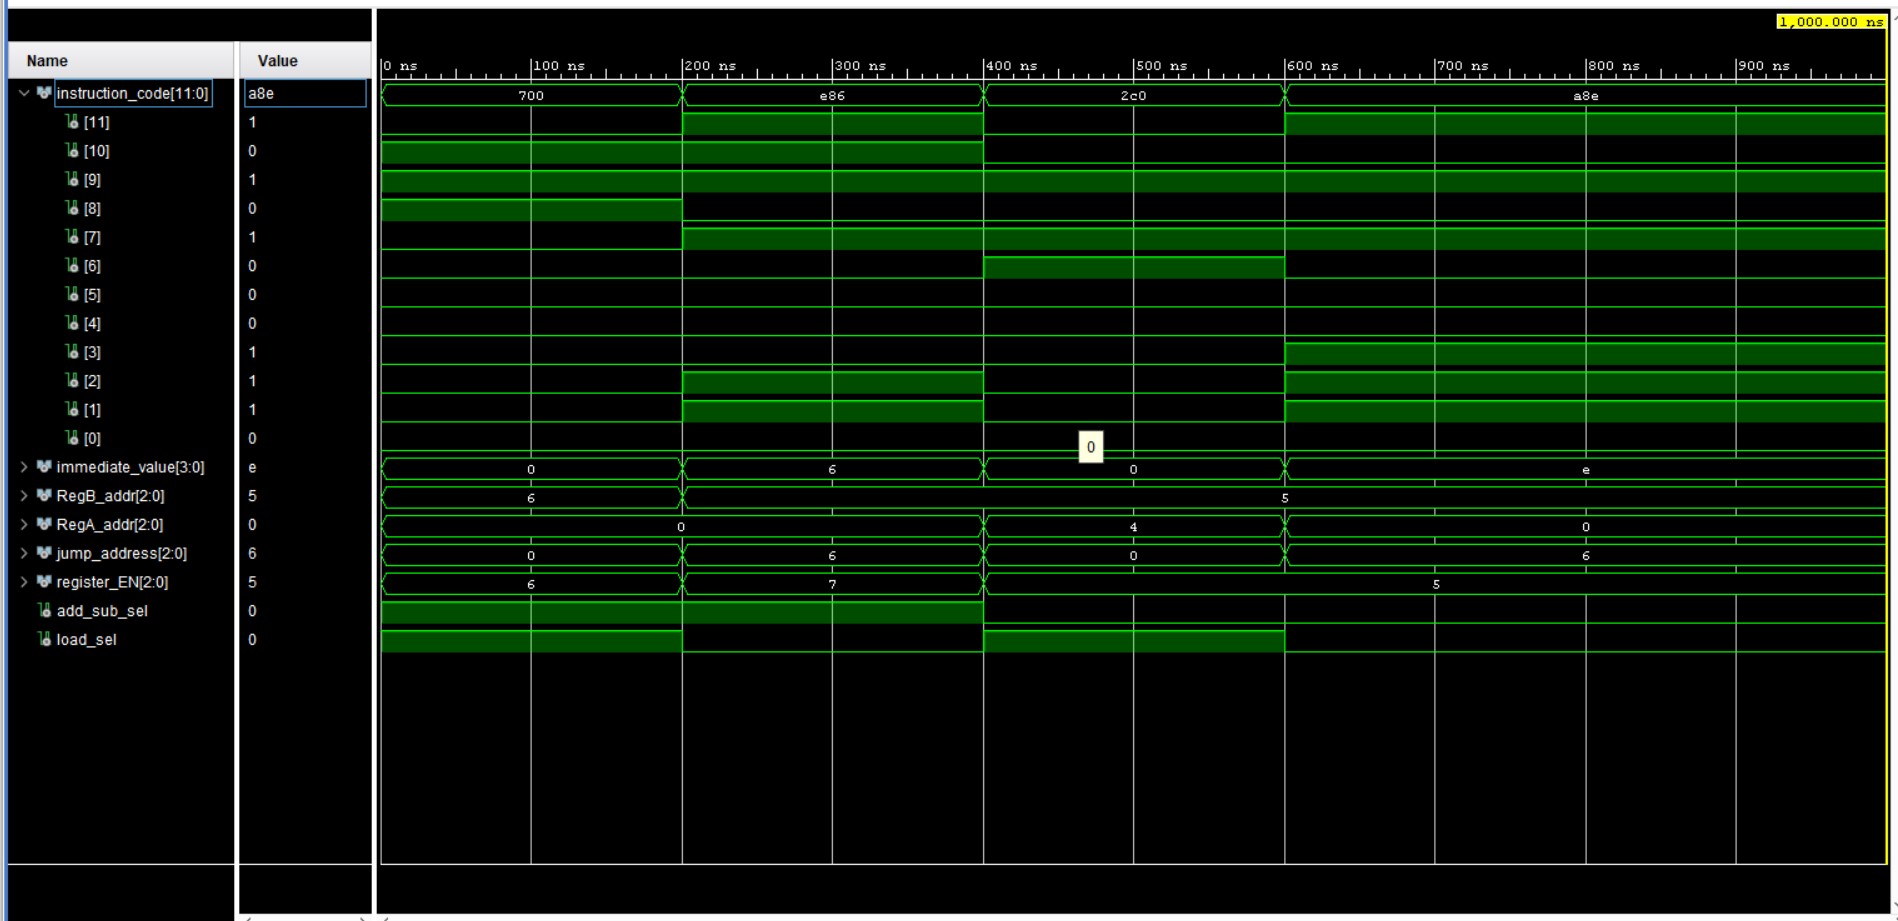 1,000.000 ns
Name Value 0 ns 100 ns 200 ns 300 ns 400 ns 500 ns 600 ns 700 ns 800 ns 900 ns
instruction_code[11:0] a8e 700 e86 2c0 a8e
[11] 1
[10] 0
[9] 1
[8] 0
[7] 1
[6] 0
[5] 0
[4] 0
[3] 1
[2] 1
[1] 1
[0] 0 0
immediate_value[3:0] e 0 6 0 e
RegB_addr[2:0] 5 6 5
RegA_addr[2:0] 0 0 4 0
jump_address[2:0] 6 0 6 0 6
register_EN[2:0] 5 6 7 5
add_sub_sel 0
load_sel 0